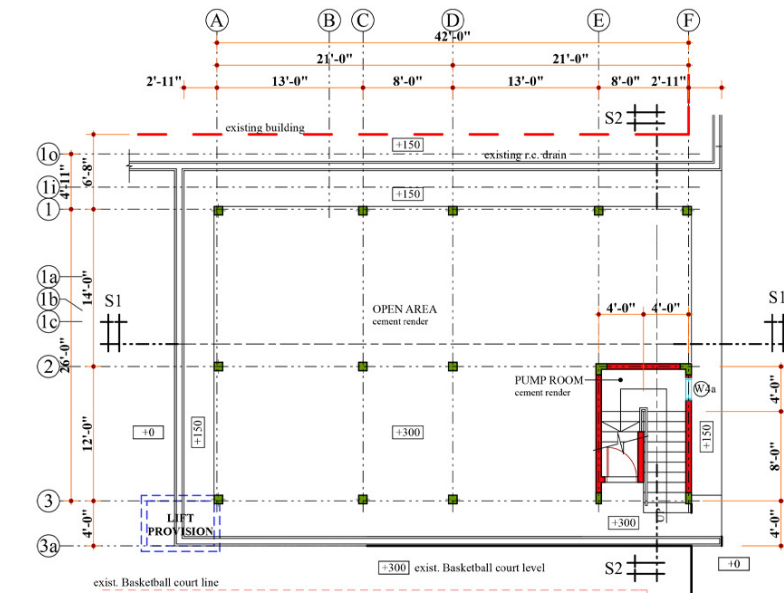 A B C D E F
42'-0"
21'-0" 21'-0"
2'-11" 13'-0" 8'-0" 13'-0" 8'-0" 2'-11"
S2
existing building
+150
1o existing r.c. drain
4'-11" 6'-8"
1i
+150
1
1a
14'-0"
1b S1 S1
1c
OPEN AREA
cement render
4'-0" 4'-0"
26'-0"
2
PUMP ROOM
cement render
W4a
4'-0"
12'-0"
+0 +150 +300 +150
8'-0"
3
LIFT
PROVISION
+300
UP
4'-0" 4'-0"
3a
+300 exist. Basketball court level S2 +0
exist. Basketball court line